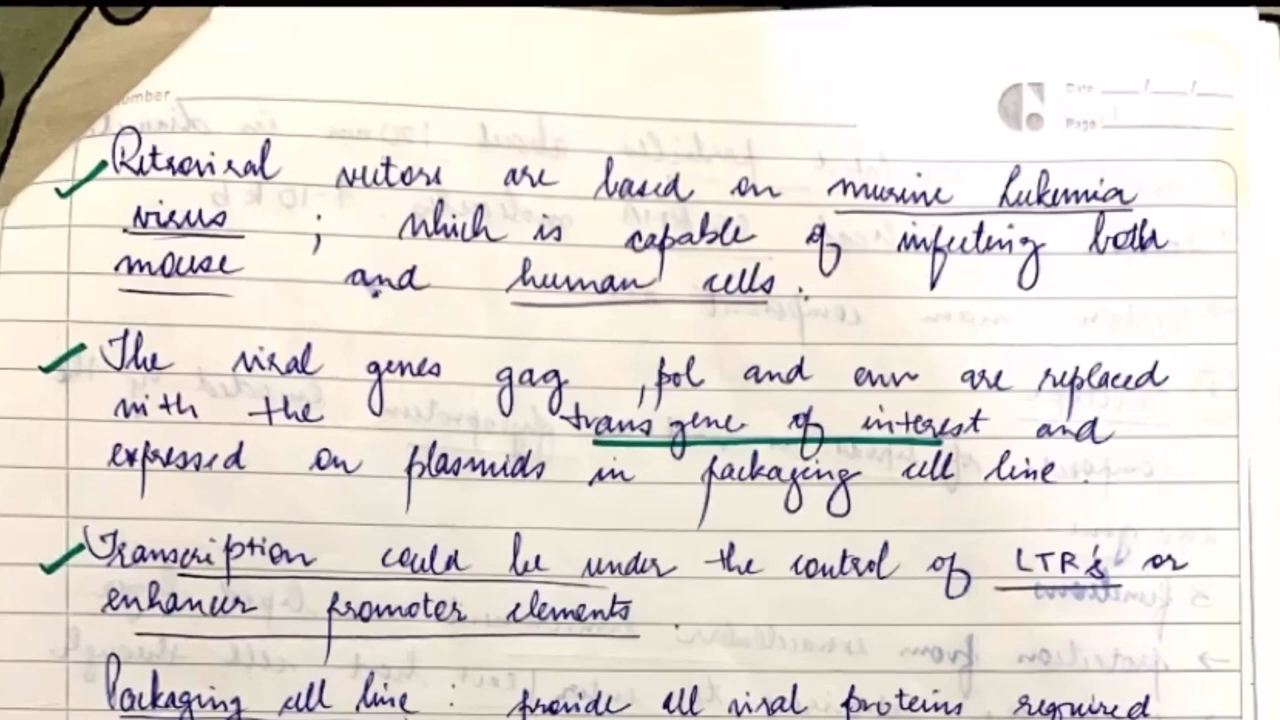 umber
Date / /
Page
Retroviral vectors are based on murine leukemia
virus ; which is capable of infecting both
mouse and human cells.
The viral genes gag , pol and env are replaced
with the transgene of interest and
expressed on plasmids in packaging cell line.
Transcription could be under the control of LTR's or
enhancer promoter elements .
Packaging cell line : provide all viral proteins required